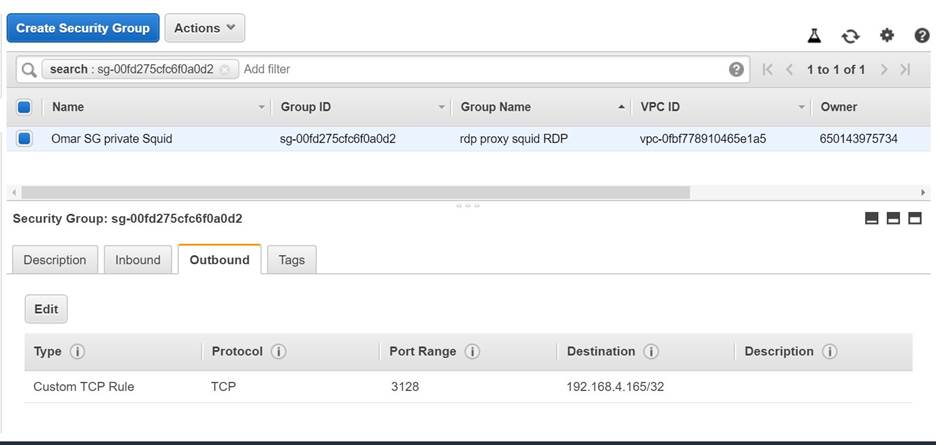 Create Security Group Actions
search : sg-00fd275cfc6f0a0d2 Add filter 1 to 1 of 1
Name Group ID Group Name VPC ID Owner
Omar SG private Squid sg-00fd275cfc6f0a0d2 rdp proxy squid RDP vpc-0fbf778910465e1a5 650143975734
Security Group: sg-00fd275cfc6f0a0d2
Description Inbound Outbound Tags
Edit
Type Protocol Port Range Destination Description
Custom TCP Rule TCP 3128 192.168.4.165/32